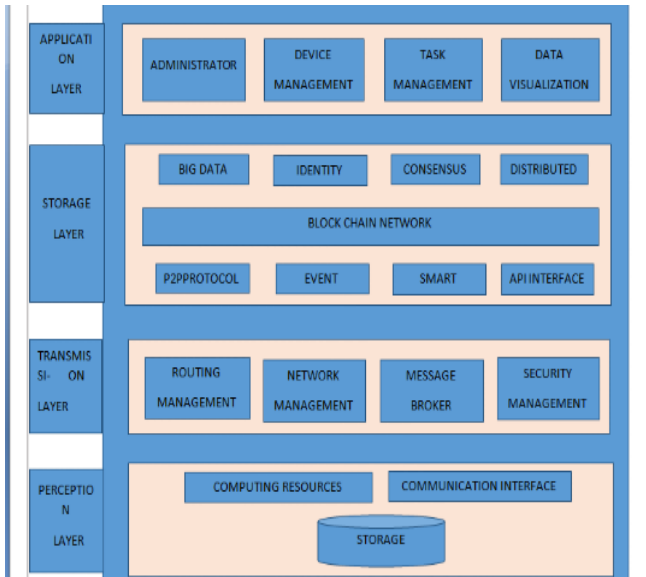 APPLICATI
ON
LAYER
ADMINISTRATOR
DEVICE
MANAGEMENT
TASK
MANAGEMENT
DATA
VISUALIZATION
STORAGE
LAYER
BIG DATA
IDENTITY
CONSENSUS
DISTRIBUTED
BLOCK CHAIN NETWORK
P2PPROTOCOL
EVENT
SMART
API INTERFACE
TRANSMIS
SI- ON
LAYER
ROUTING
MANAGEMENT
NETWORK
MANAGEMENT
MESSAGE
BROKER
SECURITY
MANAGEMENT
PERCEPTIO
N
LAYER
COMPUTING RESOURCES
COMMUNICATION INTERFACE
STORAGE